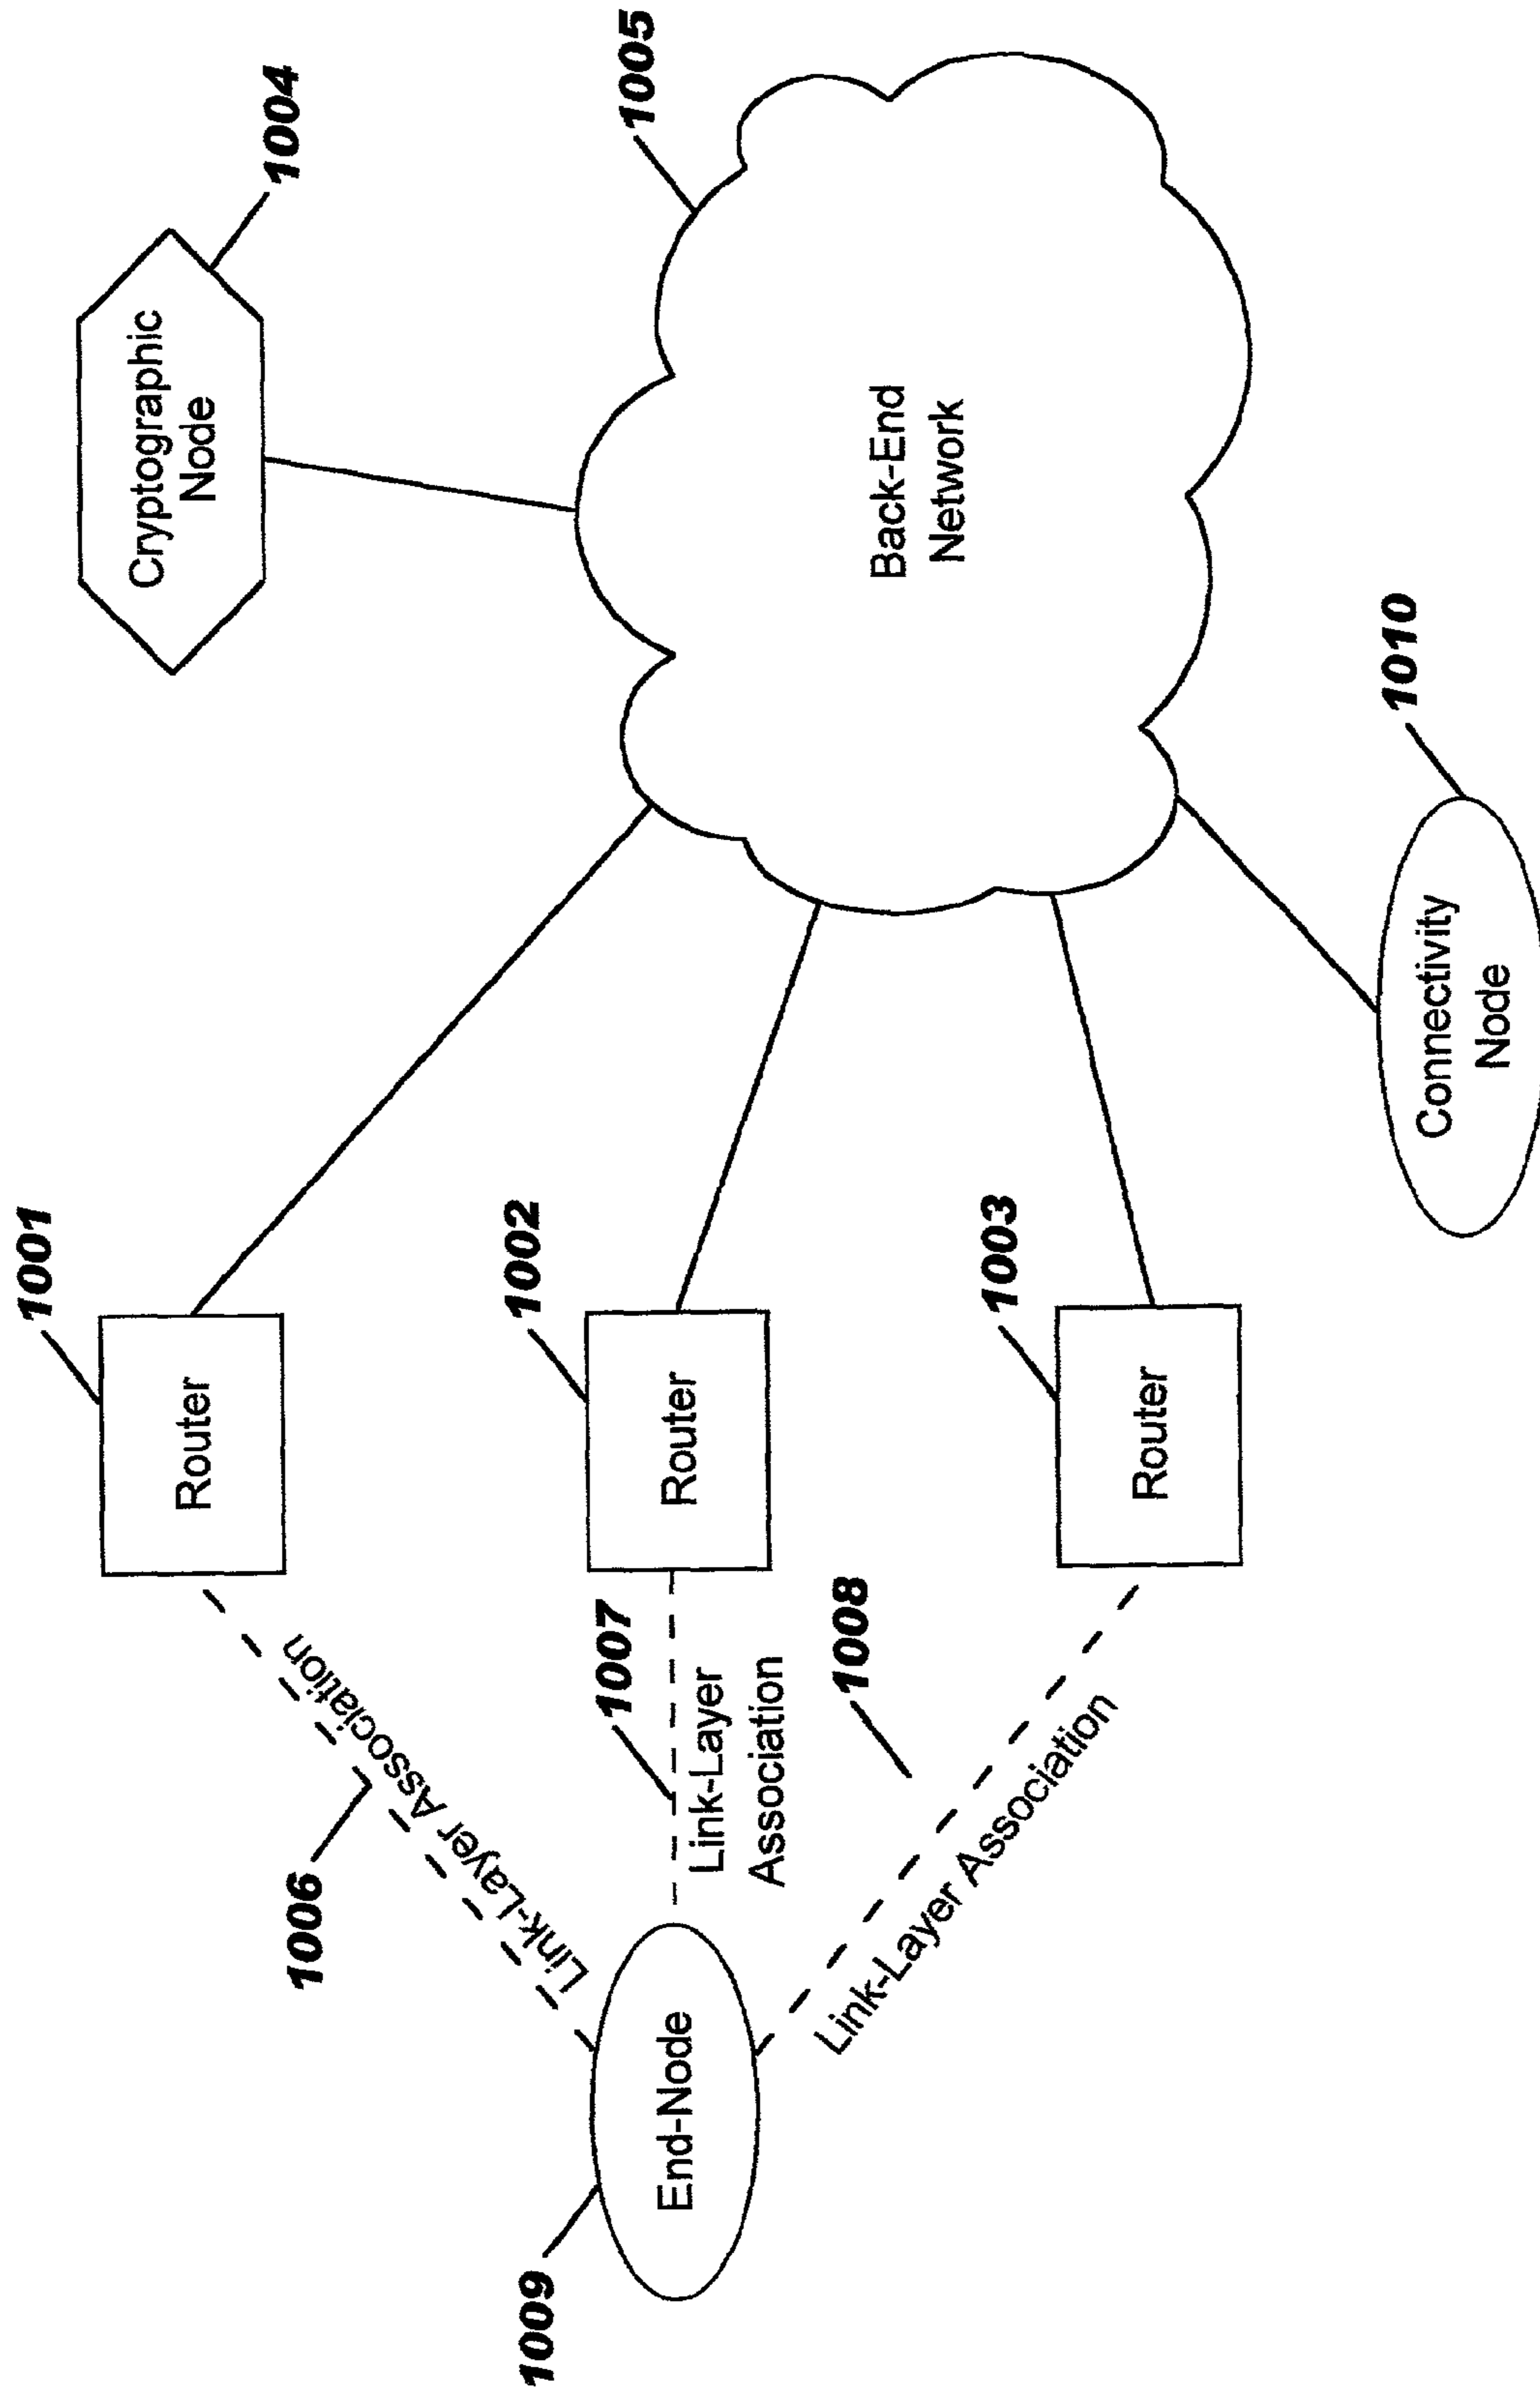 1001
Router
1006
Link-Layer Association
1009
End-Node
1007
Link-Layer
Association
1002
Router
1008
Link-Layer Association
1003
Router
1004
Cryptographic
Node
1005
Back-End
Network
1010
Connectivity
Node